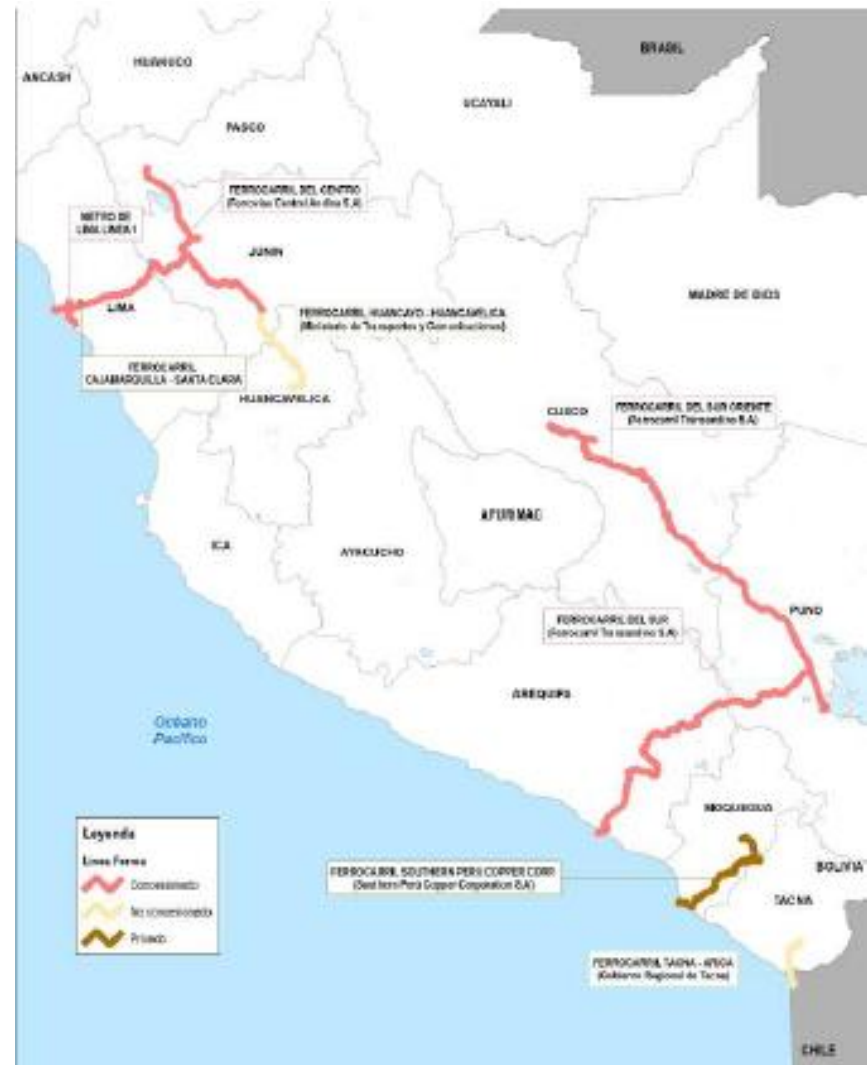 BRASIL
HUANUCO
ANCASH
UCAYALI
PASCO
FERROCARRIL DEL CENTRO
(Ferrovias Central Andina S.A)
METRO DE
LIMA LINEA 1
JUNIN
MADRE DE DIOS
LIMA
FERROCARRIL HUANCAYO - HUANCAVELICA
(Ministerio de Transportes y Comunicaciones)
FERROCARRIL
CAJAMARQUILLA - SANTA CLARA
HUANCAVELICA
CUSCO
FERROCARRIL DEL SUR ORIENTE
(Ferrocarril Transandino S.A)
APURIMAC
ICA
AYACUCHO
PUNO
FERROCARRIL DEL SUR
(Ferrocarril Transandino S.A)
AREQUIPA
Océano
Pacífico
MOQUEGUA
Leyenda
Línea Férrea
Concesionado
No concesionado
Privado
BOLIVIA
FERROCARRIL SOUTHERN PERU COPPER CORP
(Southern Perú Copper Corporation S.A)
TACNA
FERROCARRIL TACNA - ARICA
(Gobierno Regional de Tacna)
CHILE